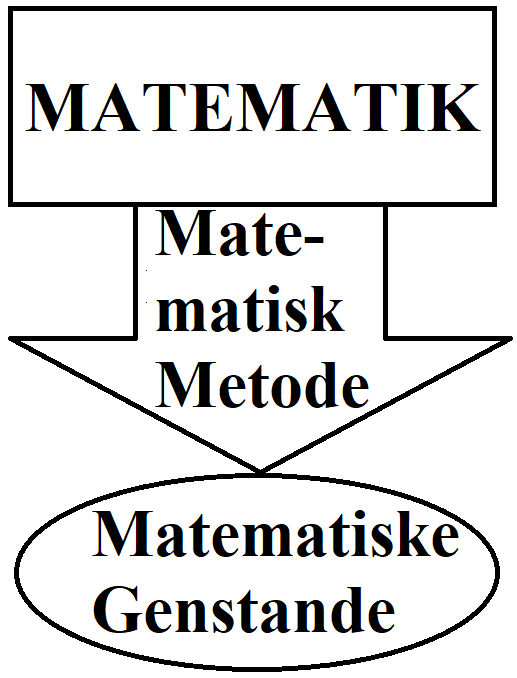 MATEMATIK
Mate-
matisk
Metode
Matematiske
Genstande